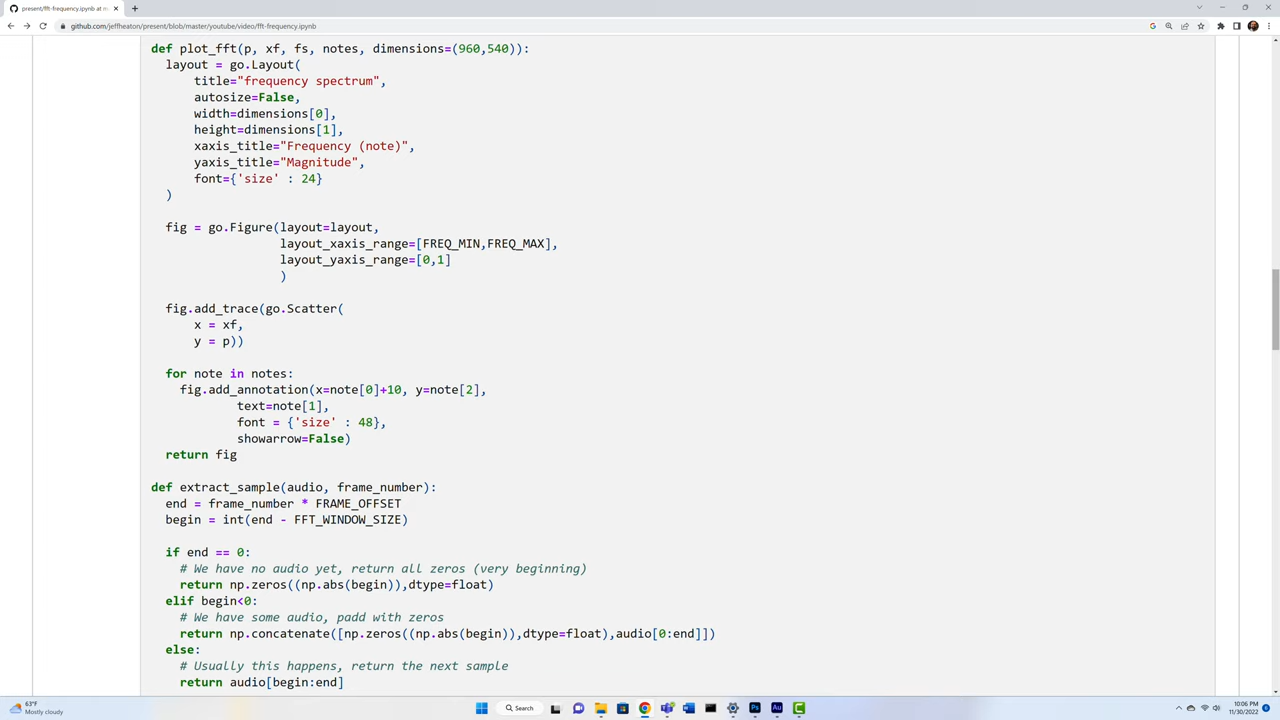 present/fft-frequency.ipynb at m
github.com/jeffheaton/present/blob/master/youtube/video/fft-frequency.ipynb
def plot_fft(p, xf, fs, notes, dimensions=(960,540)):
layout = go.Layout(
title="frequency spectrum",
autosize=False,
width=dimensions[0],
height=dimensions[1],
xaxis_title="Frequency (note)",
yaxis_title="Magnitude",
font={'size' : 24}
)
fig = go.Figure(layout=layout,
layout_xaxis_range=[FREQ_MIN,FREQ_MAX],
layout_yaxis_range=[0,1]
)
fig.add_trace(go.Scatter(
x = xf,
y = p))
for note in notes:
fig.add_annotation(x=note[0]+10, y=note[2],
text=note[1],
font = {'size' : 48},
showarrow=False)
return fig
def extract_sample(audio, frame_number):
end = frame_number * FRAME_OFFSET
begin = int(end - FFT_WINDOW_SIZE)
if end == 0:
# We have no audio yet, return all zeros (very beginning)
return np.zeros((np.abs(begin)),dtype=float)
elif begin<0:
# We have some audio, padd with zeros
return np.concatenate([np.zeros((np.abs(begin)),dtype=float),audio[0:end]])
else:
# Usually this happens, return the next sample
return audio[begin:end]
63°F
Mostly cloudy
Search
Ps
Au
10:06 PM
11/30/2022